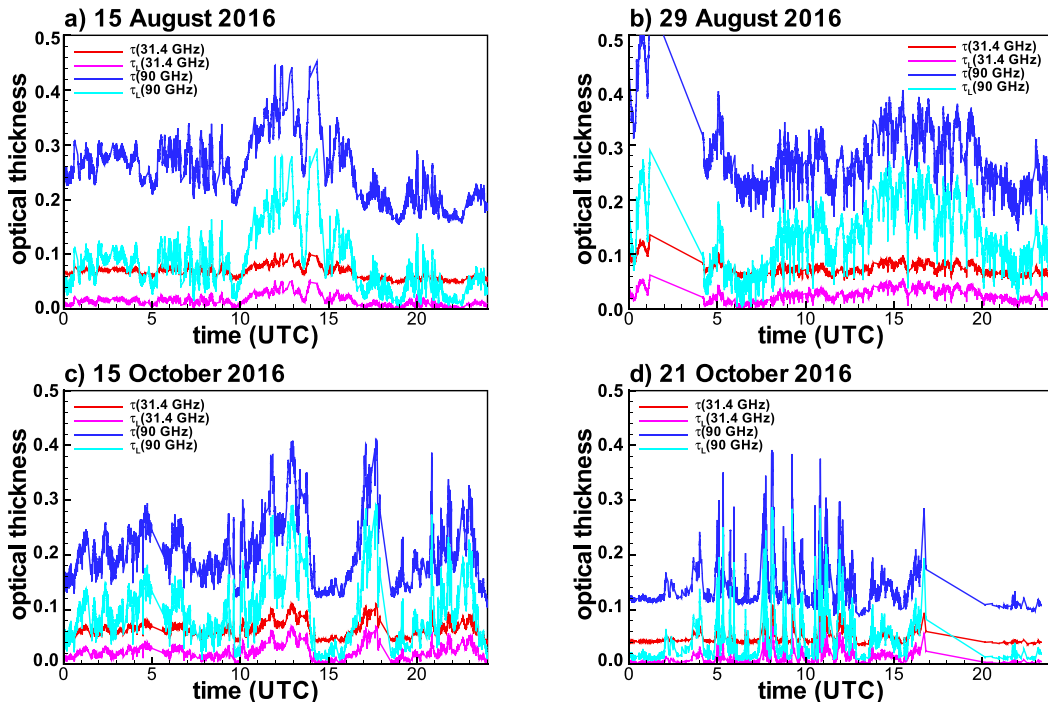 a) 15 August 2016
optical thickness
0.5
0.4
0.3
0.2
0.1
0.0
τ(31.4 GHz)
τL(31.4 GHz)
τ(90 GHz)
τL(90 GHz)
0 5 10 15 20
time (UTC)
b) 29 August 2016
optical thickness
0.5
0.4
0.3
0.2
0.1
0.0
τ(31.4 GHz)
τL(31.4 GHz)
τ(90 GHz)
τL(90 GHz)
0 5 10 15 20
time (UTC)
c) 15 October 2016
optical thickness
0.5
0.4
0.3
0.2
0.1
0.0
τ(31.4 GHz)
τL(31.4 GHz)
τ(90 GHz)
τL(90 GHz)
0 5 10 15 20
time (UTC)
d) 21 October 2016
optical thickness
0.5
0.4
0.3
0.2
0.1
0.0
τ(31.4 GHz)
τL(31.4 GHz)
τ(90 GHz)
τL(90 GHz)
0 5 10 15 20
time (UTC)